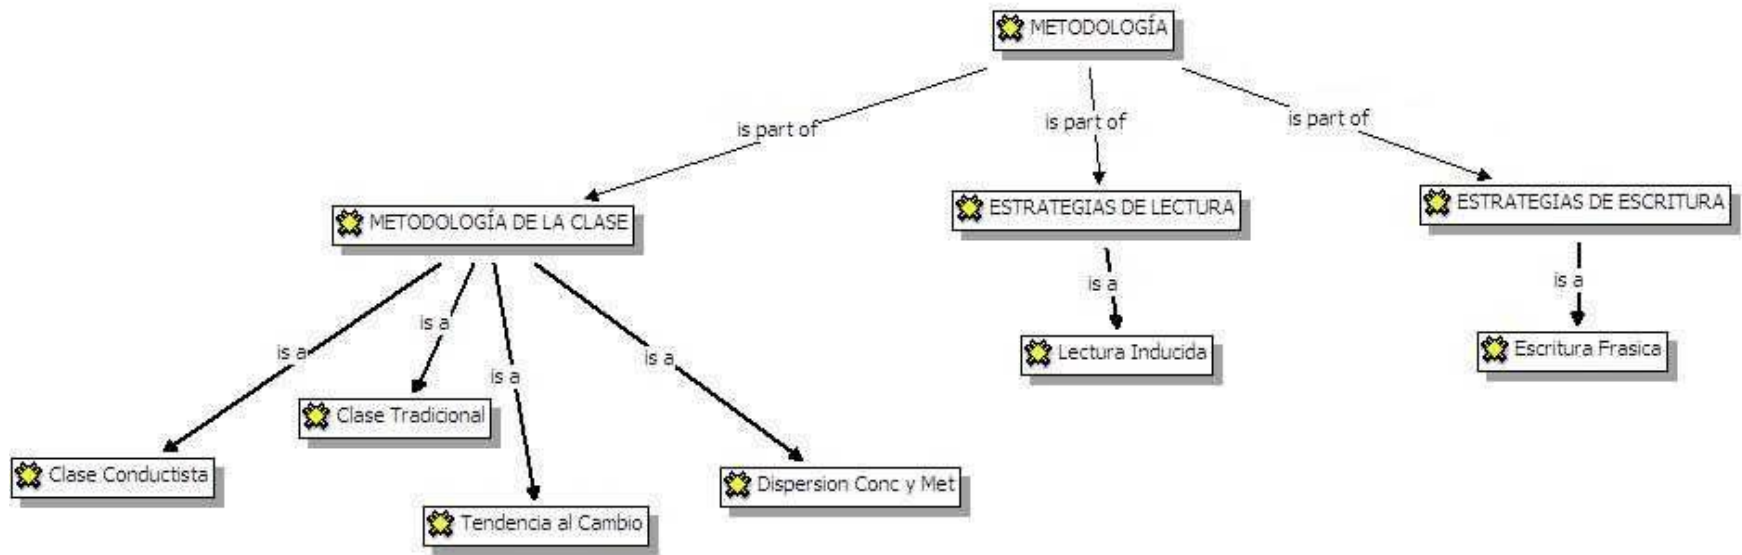 METODOLOGÍA
is part of
is part of
is part of
METODOLOGÍA DE LA CLASE
ESTRATEGIAS DE LECTURA
ESTRATEGIAS DE ESCRITURA
is a
is a
is a
is a
is a
is a
Lectura Inducida
Escritura Frasica
Clase Tradicional
Clase Conductista
Dispersion Conc y Met
Tendencia al Cambio